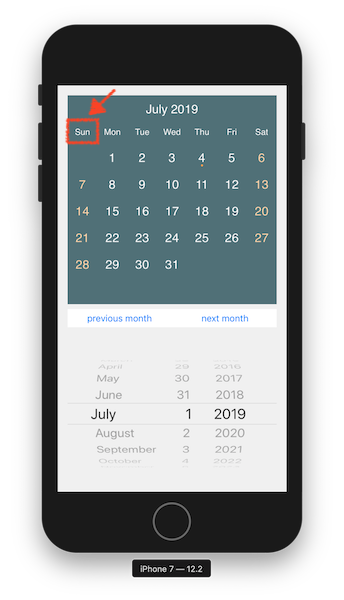 July 2019
Sun Mon Tue Wed Thu Fri Sat
1 2 3 4 5 6
7 8 9 10 11 12 13
14 15 16 17 18 19 20
21 22 23 24 25 26 27
28 29 30 31
previous month next month
April 29 2016
May 30 2017
June 31 2018
July 1 2019
August 2 2020
September 3 2021
October 4 2022
iPhone 7 — 12.2